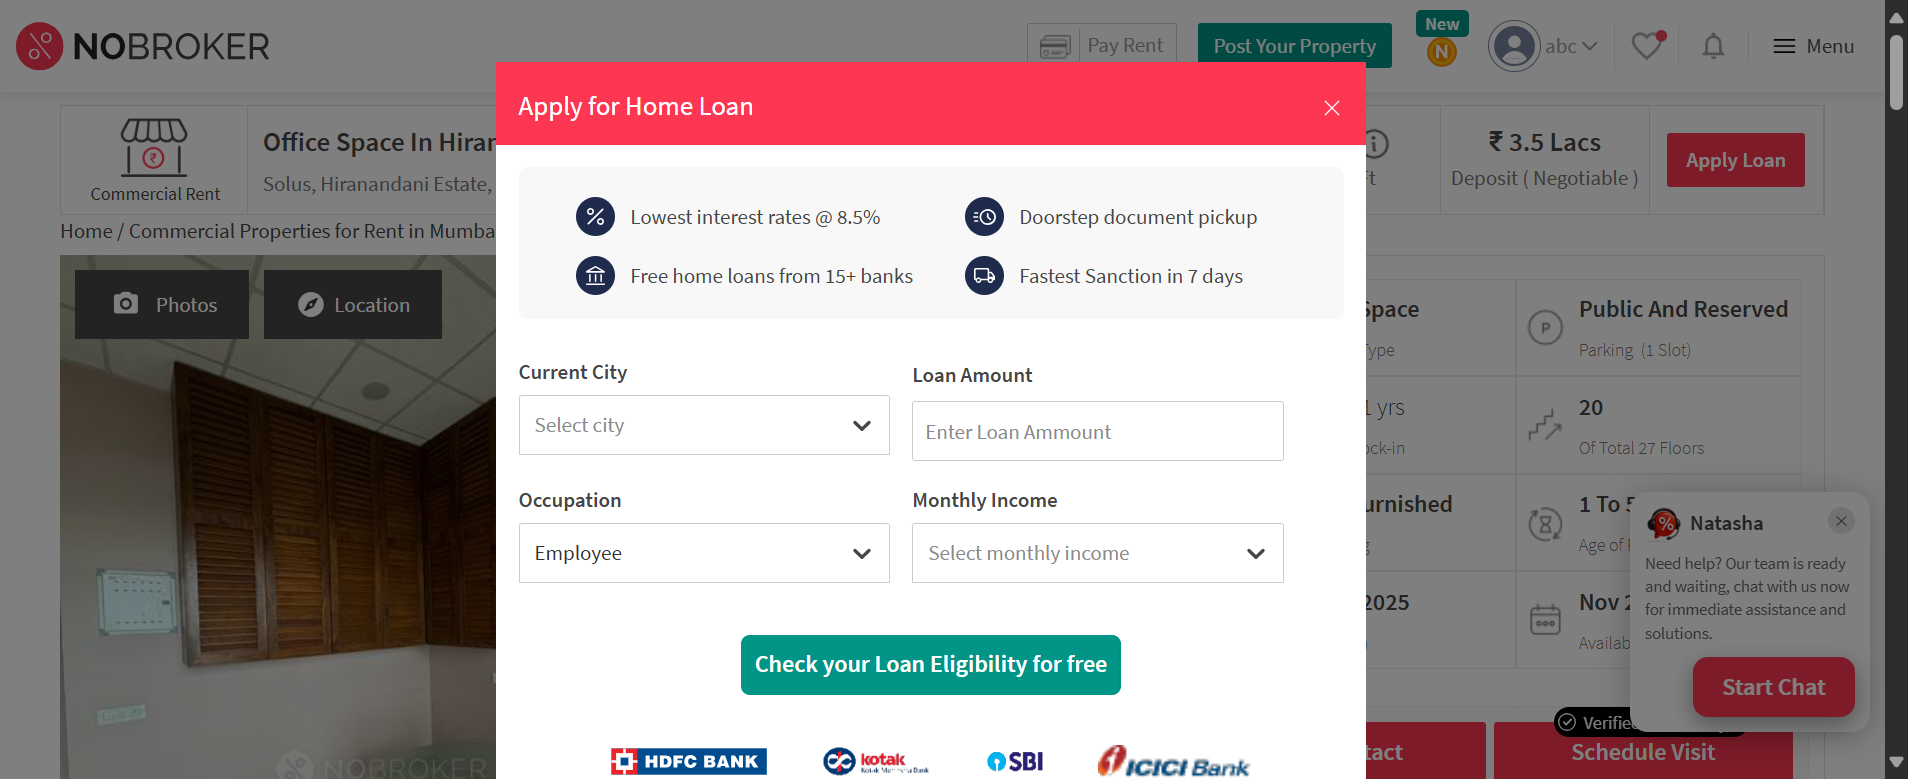 NOBROKER
Pay Rent
Post Your Property
New
N
abc
Menu
Apply for Home Loan
Commercial Rent
Office Space In Hiran
Solus, Hiranandani Estate,
₹ 3.5 Lacs
Deposit ( Negotiable )
Apply Loan
Home / Commercial Properties for Rent in Mumba
Photos
Location
Lowest interest rates @ 8.5%
Doorstep document pickup
Free home loans from 15+ banks
Fastest Sanction in 7 days
Current City
Select city
Loan Amount
Enter Loan Ammount
Occupation
Employee
Monthly Income
Select monthly income
Check your Loan Eligibility for free
HDFC BANK
kotak
Kotak Mahindra Bank
SBI
ICICI Bank
Space
Type
Public And Reserved
P
Parking (1 Slot)
1 yrs
ock-in
20
Of Total 27 Floors
urnished
1 To 5
Age of
2025
Nov 2
Availab
Natasha
Need help? Our team is ready
and waiting, chat with us now
for immediate assistance and
solutions.
Start Chat
Verified
tact
Schedule Visit
NOBROKER